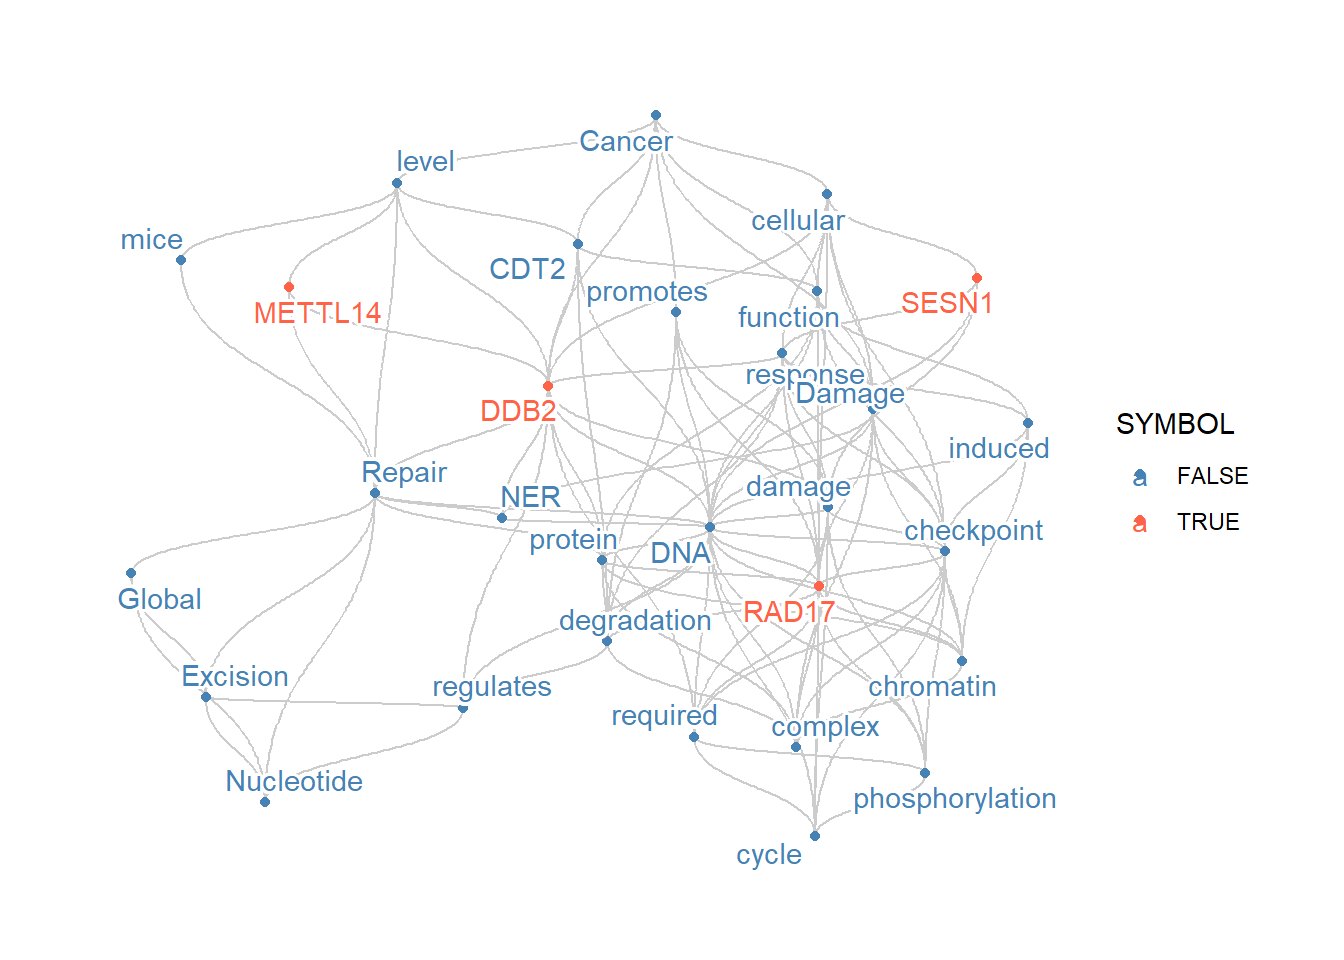 Cancer
level
cellular
mice
CDT2
promotes
METTL14
SESN1
function
response
Damage
DDB2
SYMBOL
induced
Repair
a FALSE
NER
damage
a TRUE
protein
DNA
checkpoint
Global
degradation
RAD17
Excision
regulates
chromatin
required
complex
Nucleotide
phosphorylation
cycle